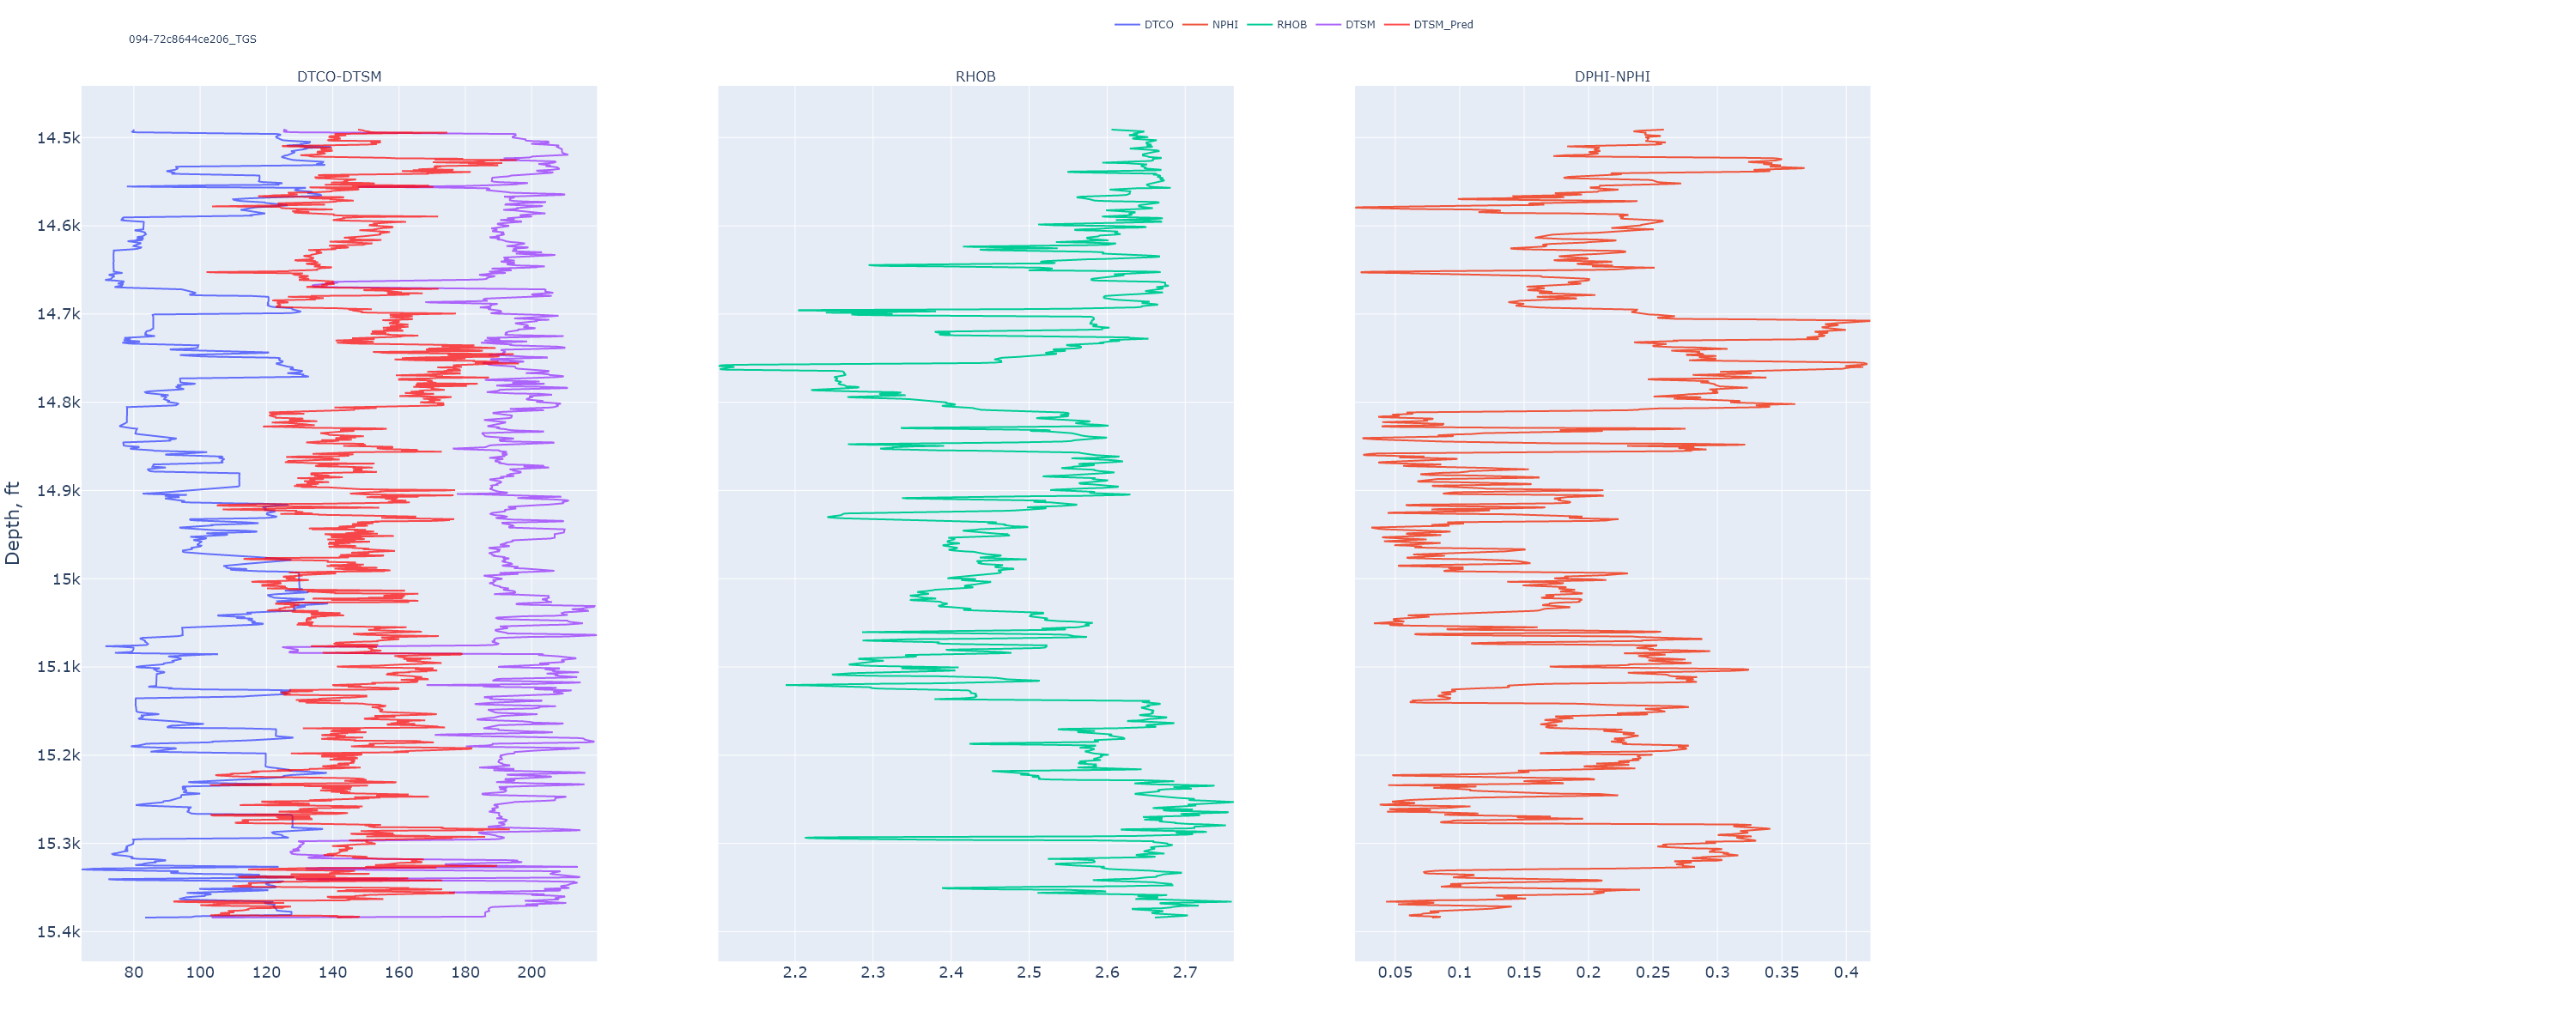 DTCO NPHI RHOB DTSM DTSM_Pred
094-72c8644ce206_TGS
DTCO-DTSM
RHOB
DPHI-NPHI
Depth, ft
14.5k
14.6k
14.7k
14.8k
14.9k
15k
15.1k
15.2k
15.3k
15.4k
80 100 120 140 160 180 200
2.2 2.3 2.4 2.5 2.6 2.7
0.05 0.1 0.15 0.2 0.25 0.3 0.35 0.4